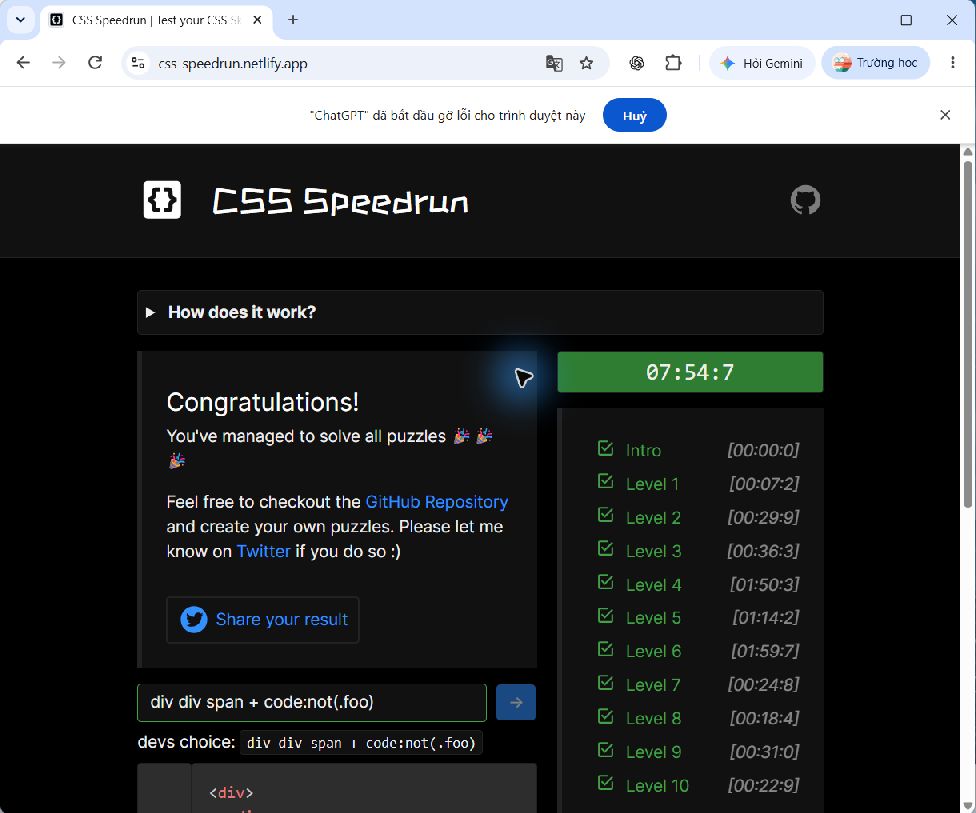 CSS Speedrun | Test your CSS Sk
css-speedrun.netlify.app
Hỏi Gemini
Trường học
"ChatGPT" đã bắt đầu gỡ lỗi cho trình duyệt này
Huỷ
CSS Speedrun
How does it work?
07:54:7
Congratulations!
You've managed to solve all puzzles 🎉 🎉
🎉
Feel free to checkout the GitHub Repository
and create your own puzzles. Please let me
know on Twitter if you do so :)
Share your result
div div span + code:not(.foo)
devs choice: div div span + code:not(.foo)
<div>
Intro [00:00:0]
Level 1 [00:07:2]
Level 2 [00:29:9]
Level 3 [00:36:3]
Level 4 [01:50:3]
Level 5 [01:14:2]
Level 6 [01:59:7]
Level 7 [00:24:8]
Level 8 [00:18:4]
Level 9 [00:31:0]
Level 10 [00:22:9]